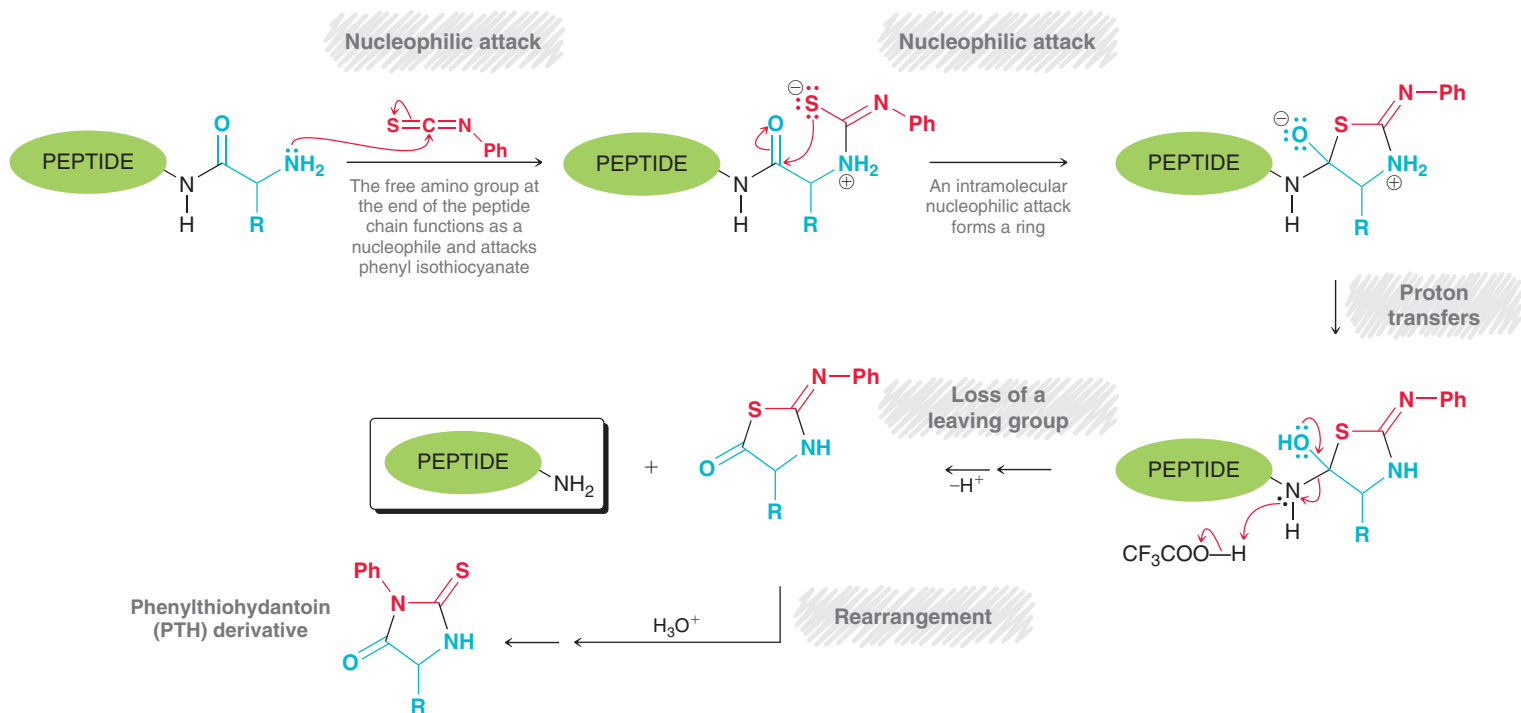 Nucleophilic attack
Nucleophilic attack
PEPTIDE
O
N
H
R
NH2
S=C=N
Ph
The free amino group at
the end of the peptide
chain functions as a
nucleophile and attacks
phenyl isothiocyanate
PEPTIDE
O
N
H
R
⊖
S
N
Ph
NH2
⊕
An intramolecular
nucleophilic attack
forms a ring
PEPTIDE
⊖
O
N
H
S
N—Ph
NH2
⊕
R
Proton
transfers
PEPTIDE
HO
S
N—Ph
NH
N
H
R
CF3COO—H
Loss of a
leaving group
–H+
PEPTIDE
NH2
+
S
N—Ph
NH
O
R
Rearrangement
H3O+
Phenylthiohydantoin
(PTH) derivative
Ph
S
N
NH
O
R